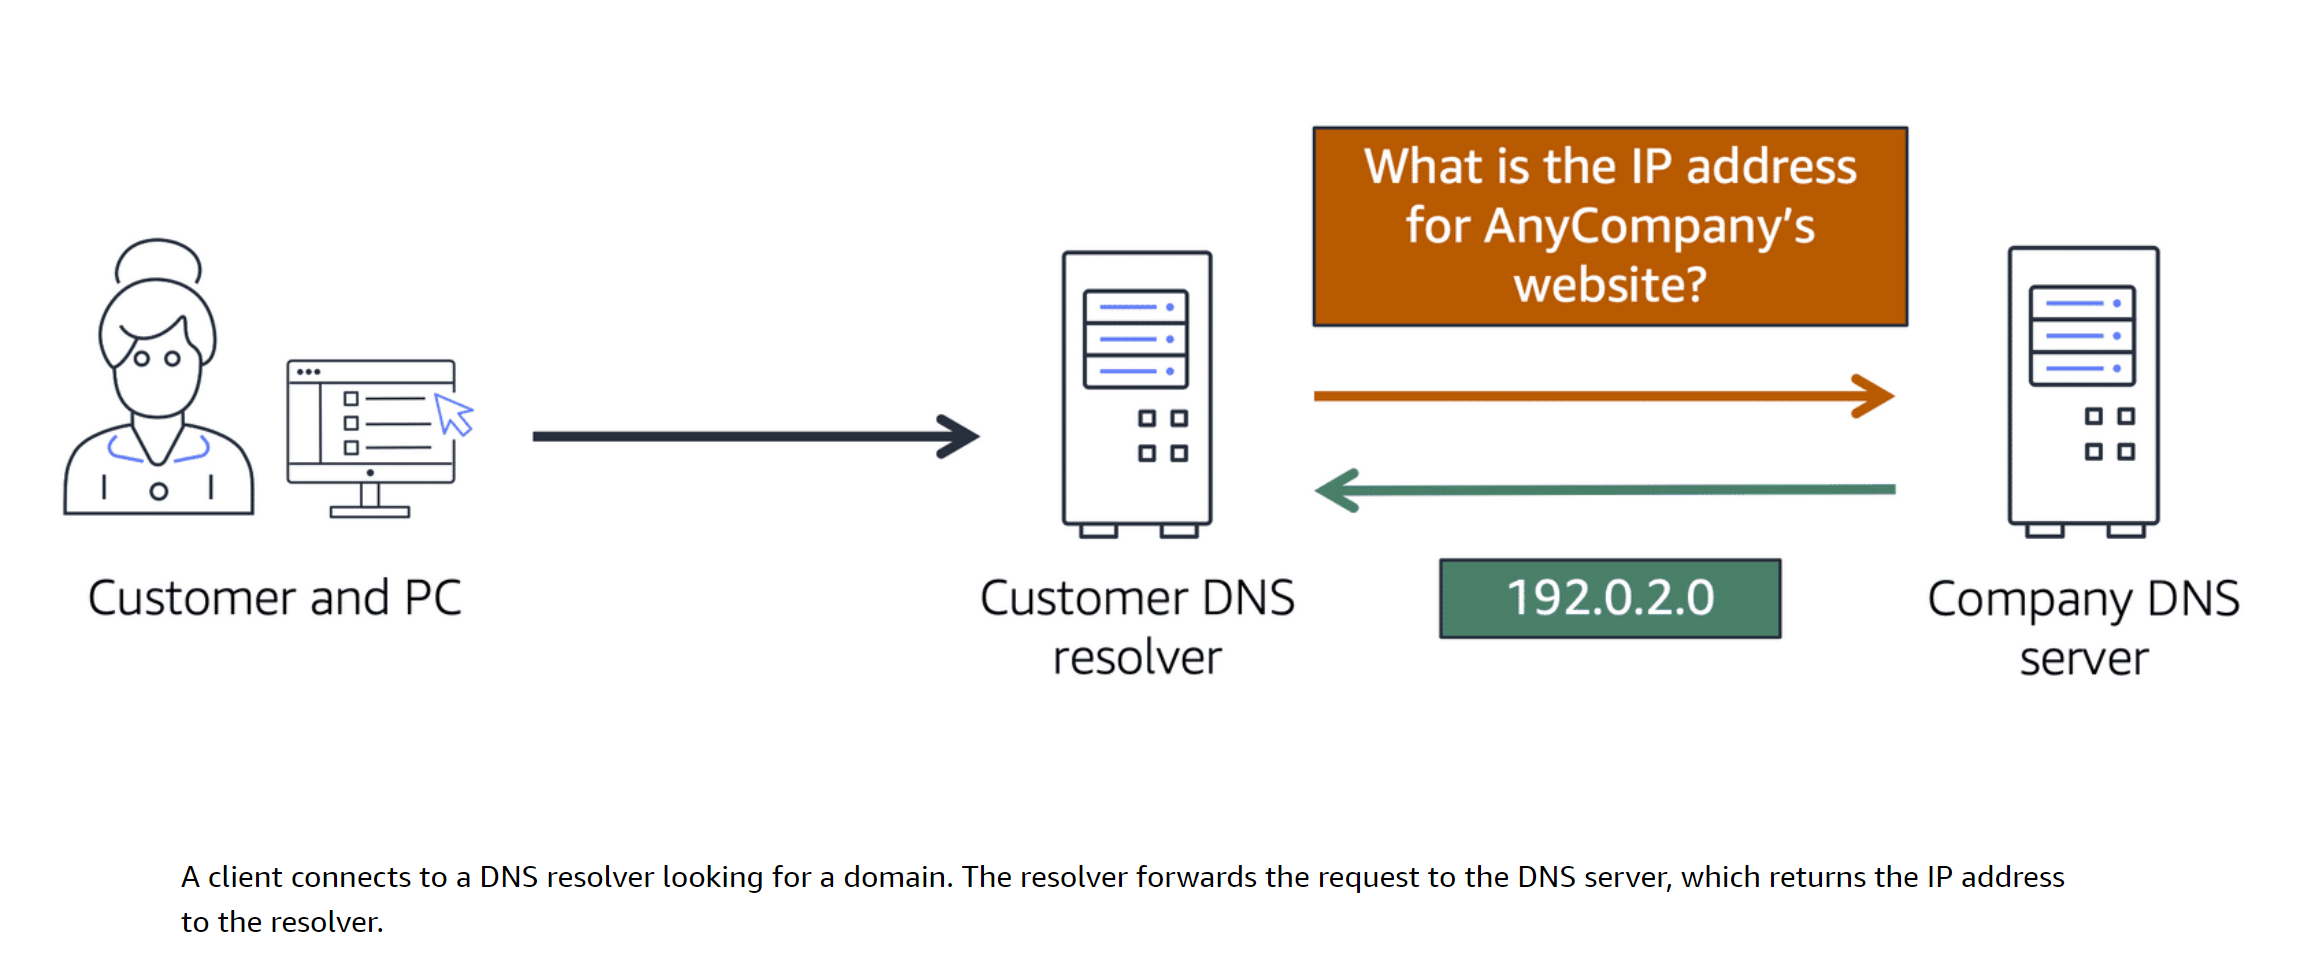 What is the IP address
for AnyCompany’s
website?
192.0.2.0
Customer and PC
Customer DNS
resolver
Company DNS
server
A client connects to a DNS resolver looking for a domain. The resolver forwards the request to the DNS server, which returns the IP address
to the resolver.